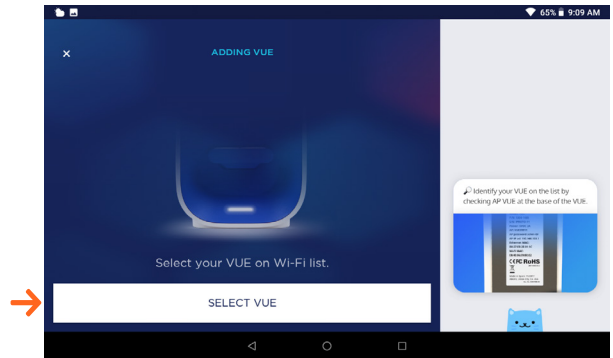 65% 9:09 AM
× ADDING VUE
Select your VUE on Wi-Fi list.
SELECT VUE
Identify your VUE on the list by
checking AP VUE at the base of the VUE.
FC RoHS